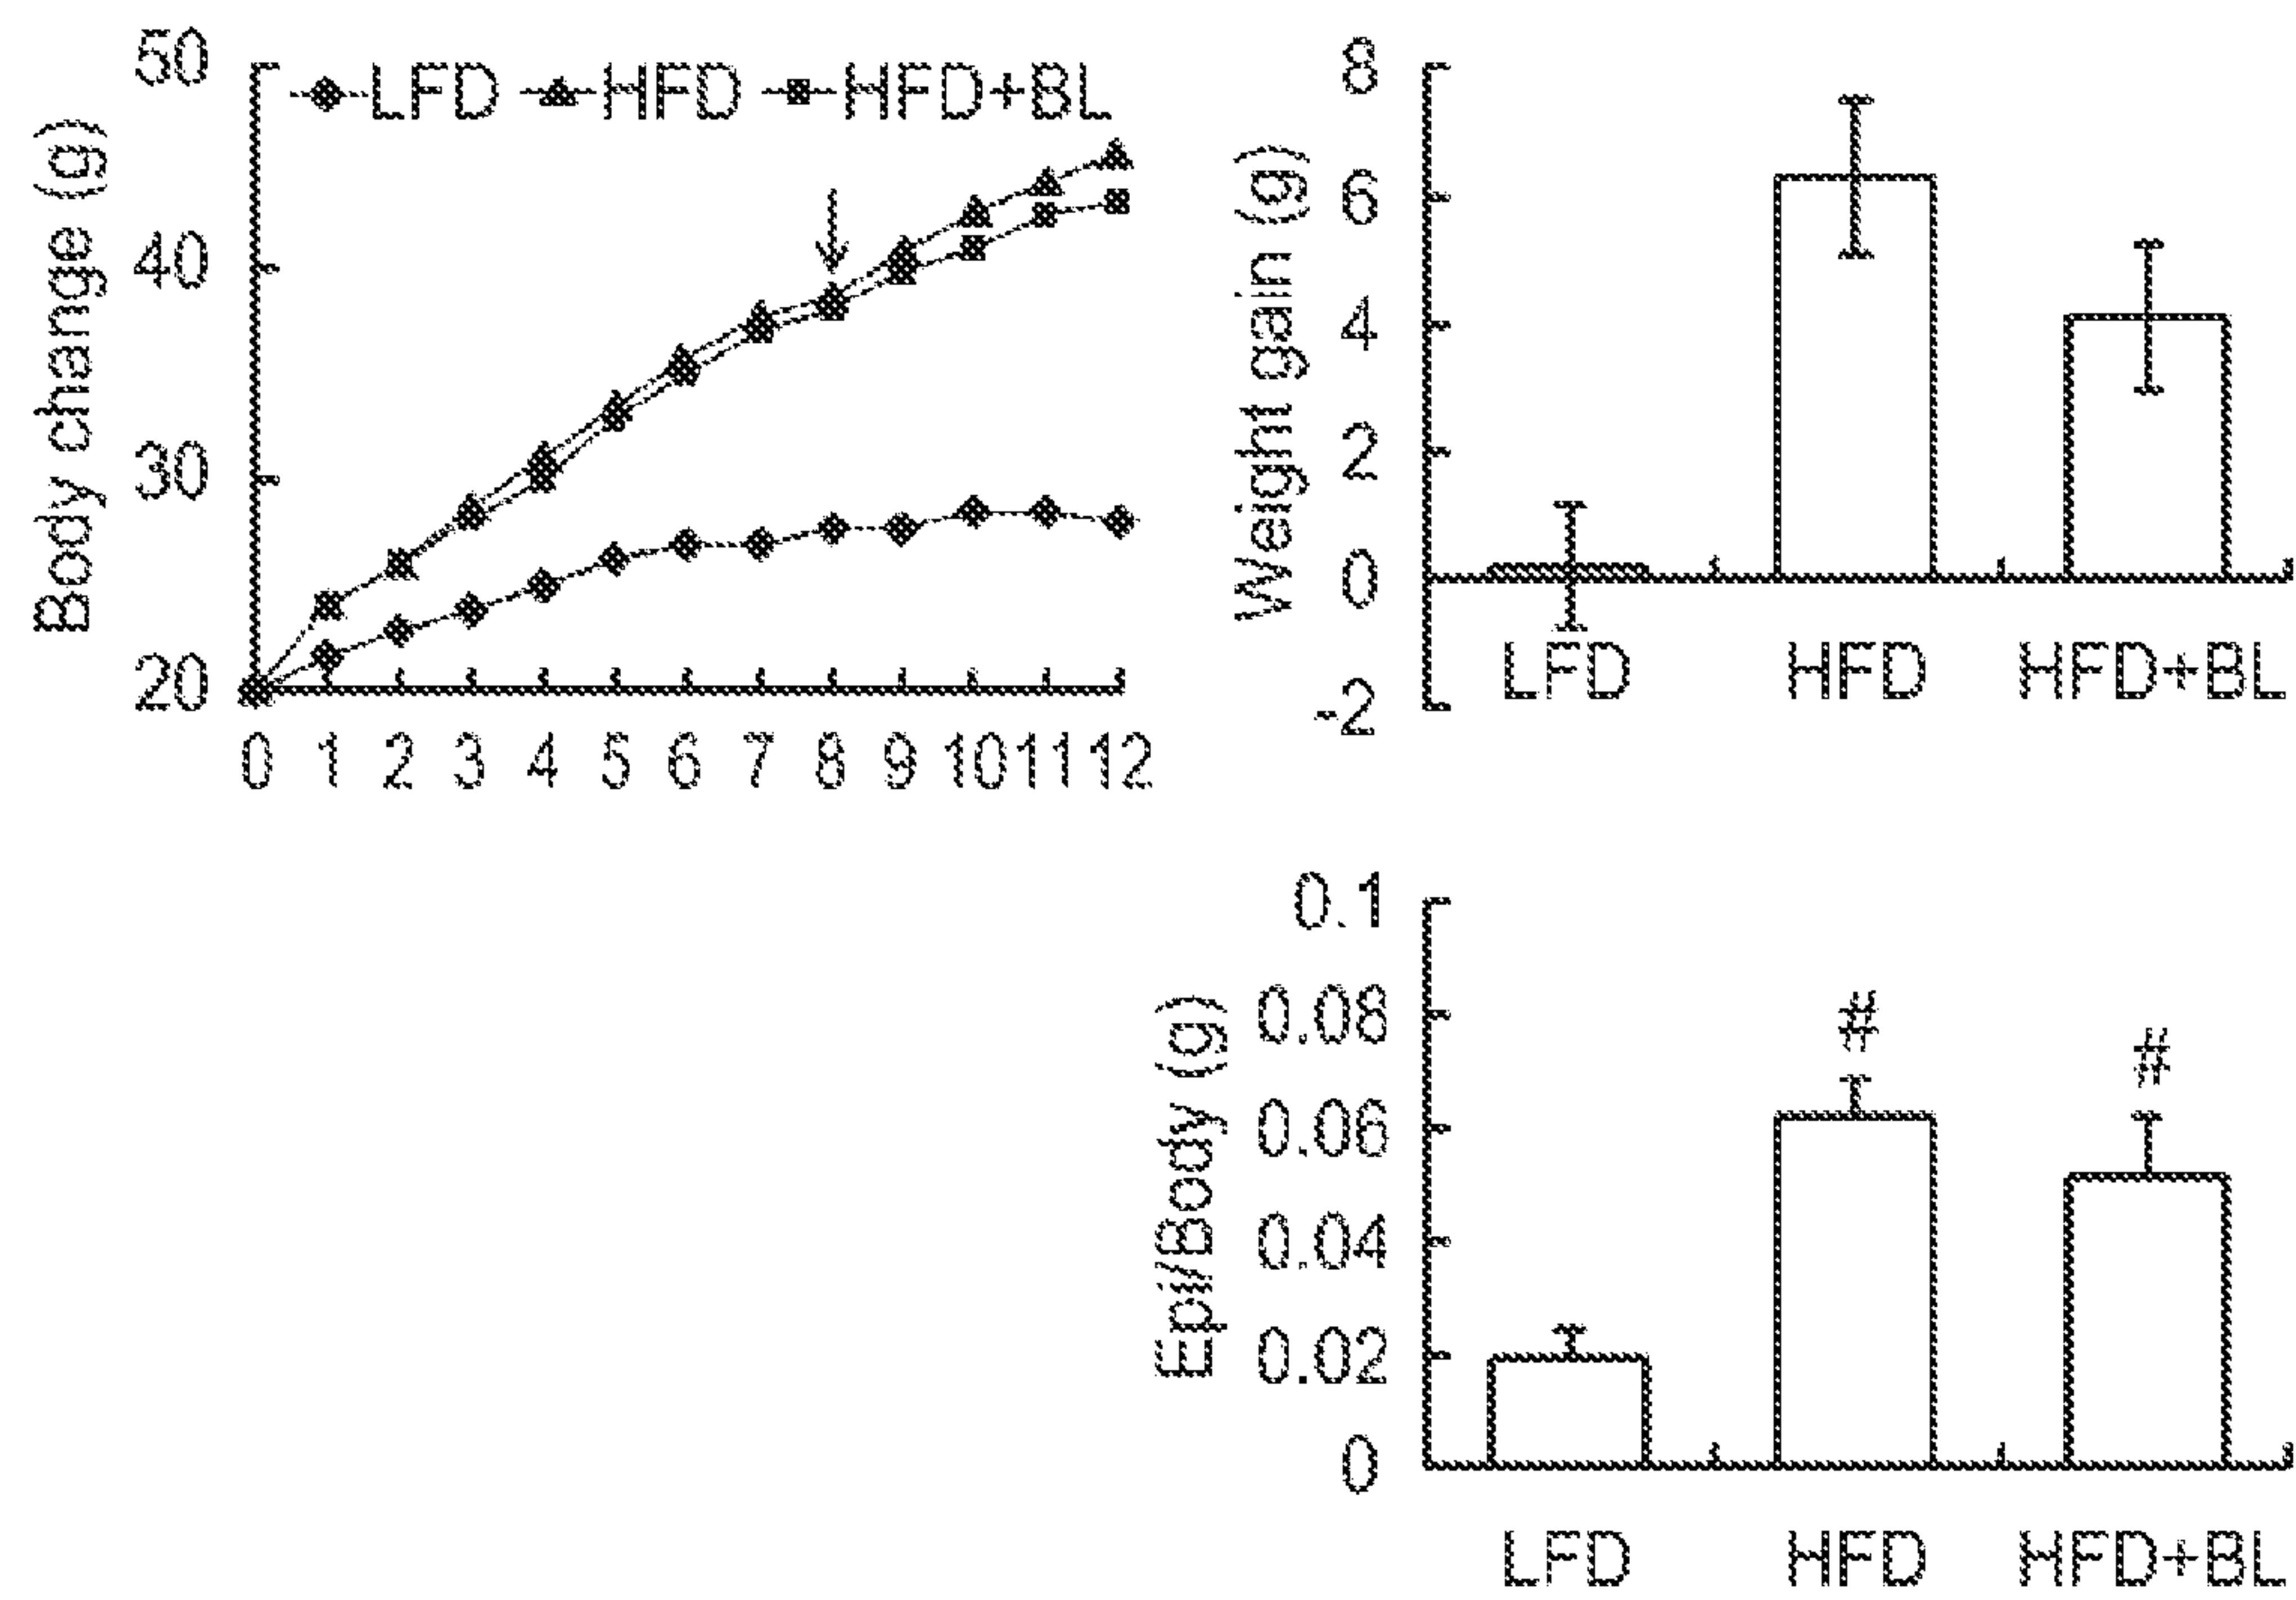 Body change (g)
50
40
30
20
LFD HFD HFD+BL
0 1 2 3 4 5 6 7 8 9 10 11 12
Weight gain (g)
8
6
4
2
0
-2
LFD HFD HFD+BL
Epi/Body (g)
0.1
0.08
0.06
0.04
0.02
0
# #
LFD HFD HFD+BL